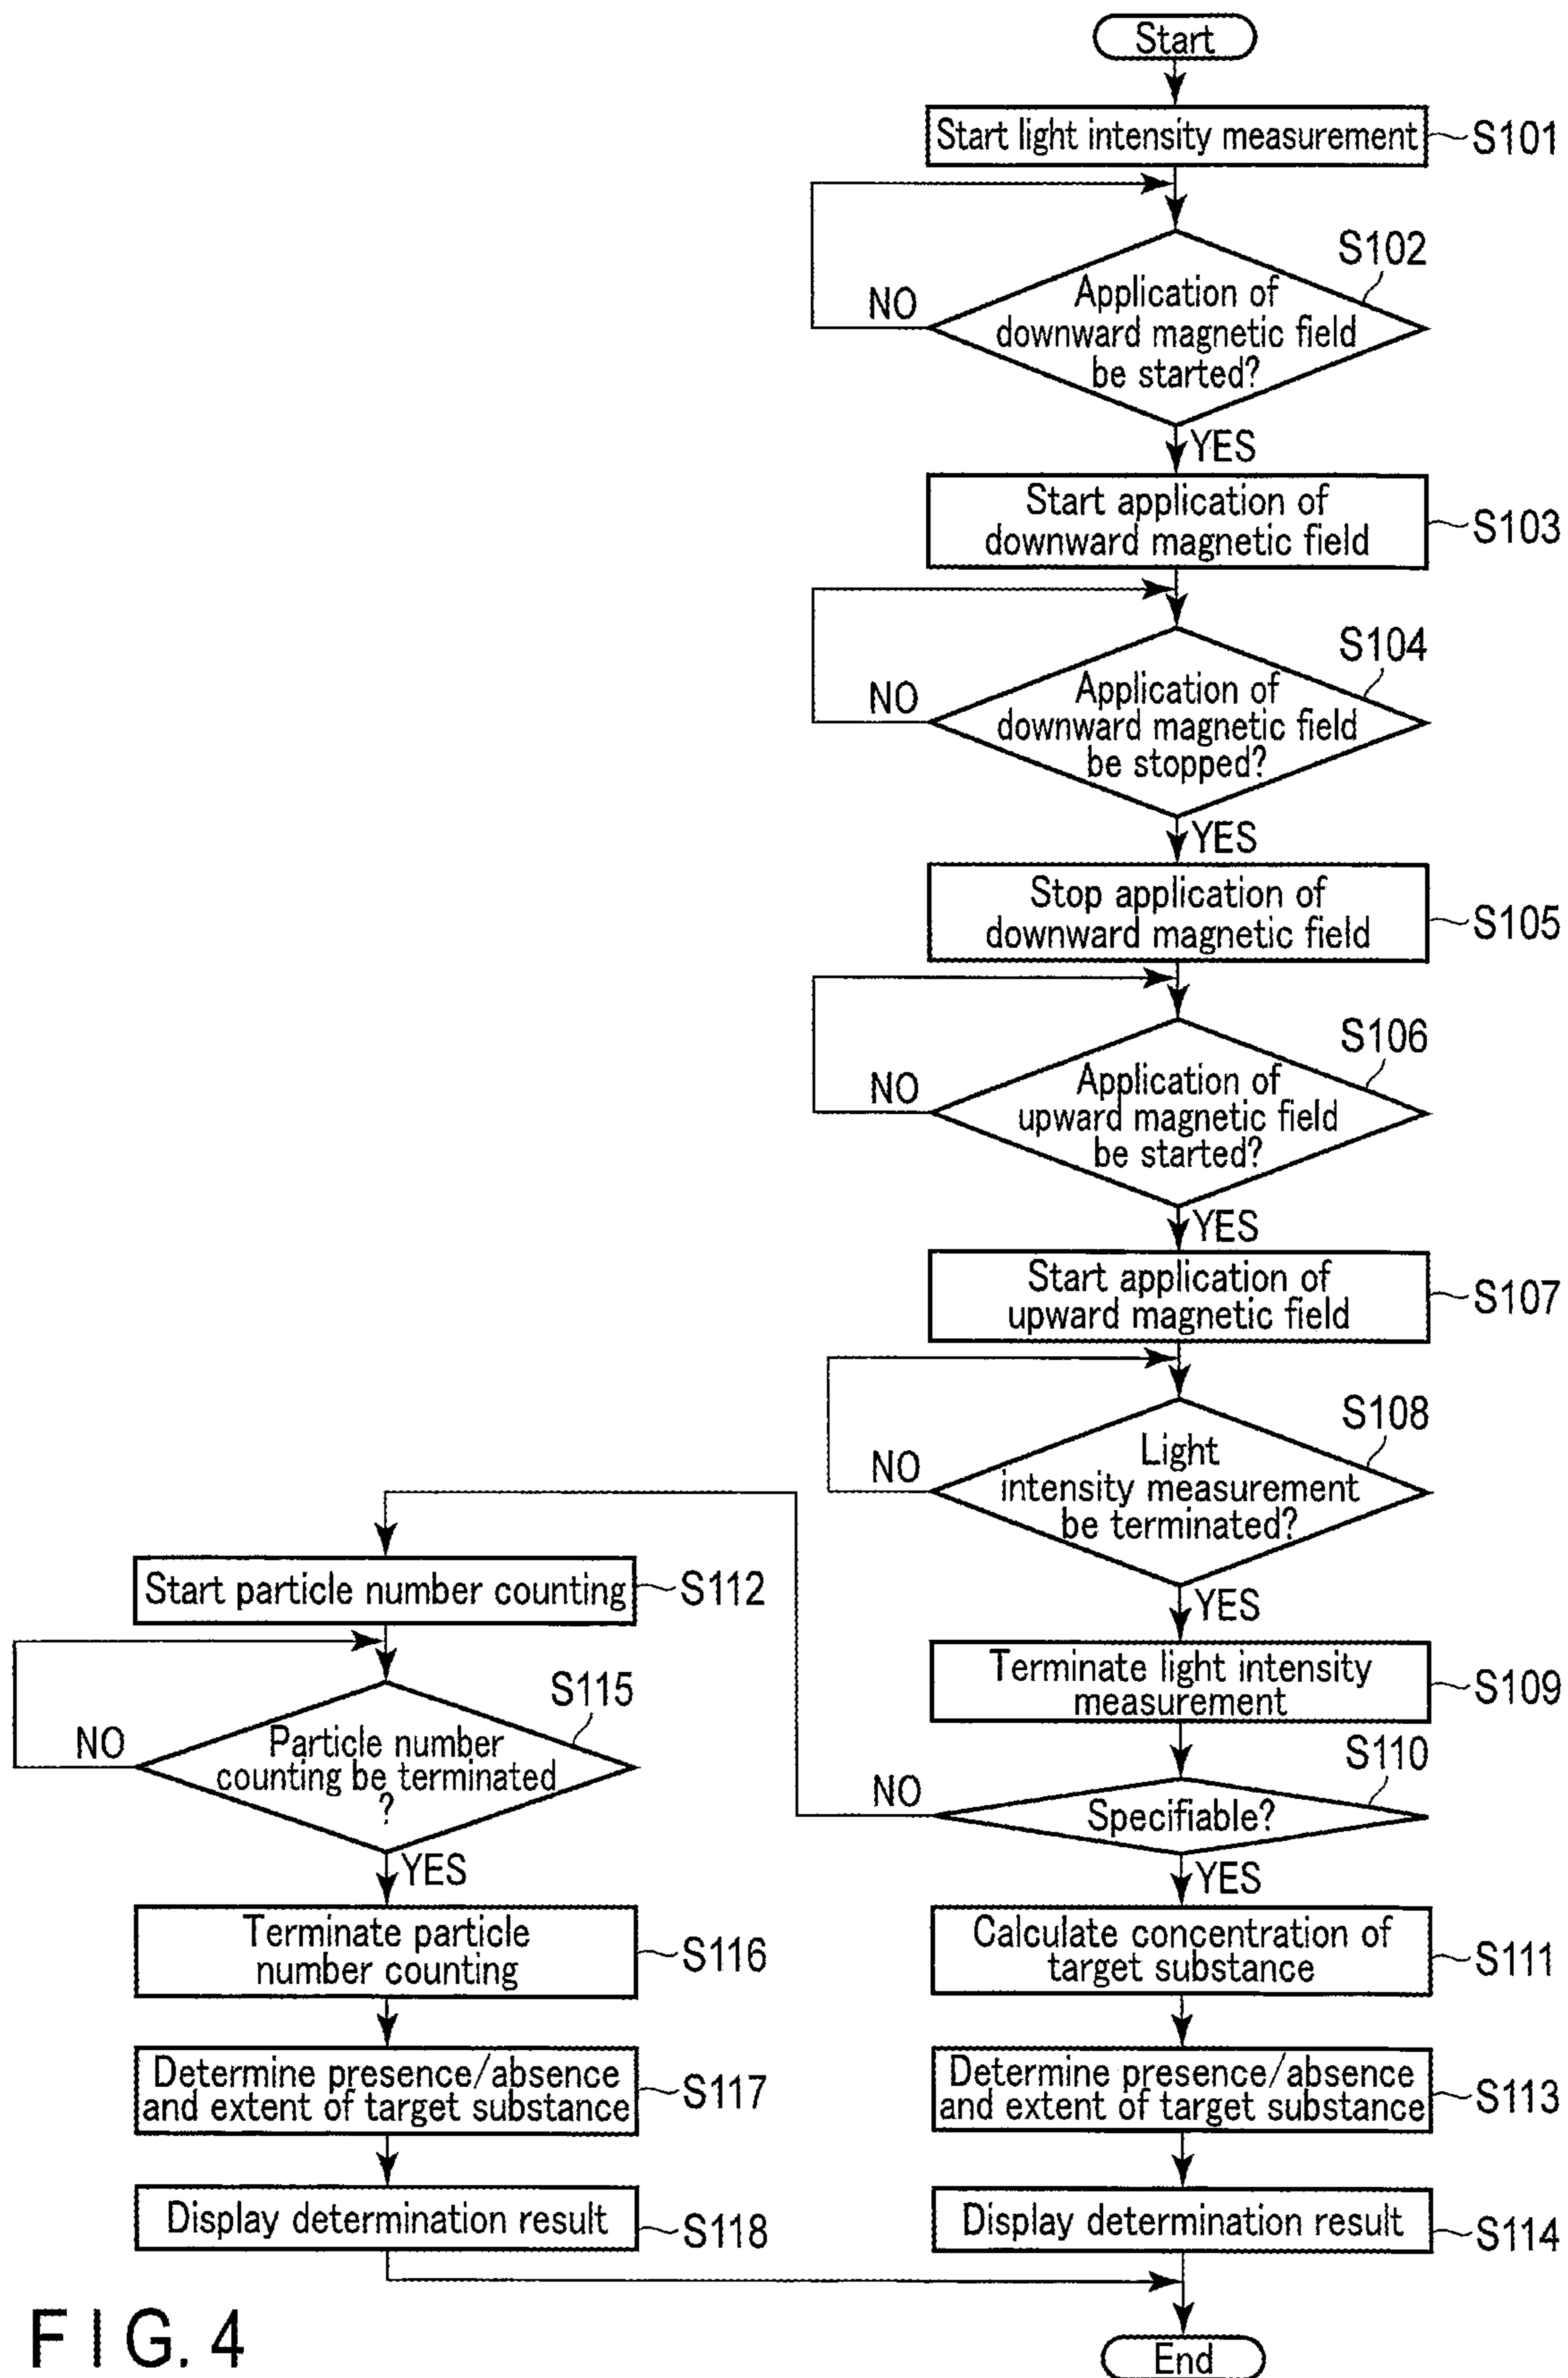 Start
Start light intensity measurement
S101
S102
Application of
downward magnetic field
be started?
NO
YES
Start application of
downward magnetic field
S103
S104
Application of
downward magnetic field
be stopped?
NO
YES
Stop application of
downward magnetic field
S105
S106
Application of
upward magnetic field
be started?
NO
YES
Start application of
upward magnetic field
S107
S108
Light
intensity measurement
be terminated?
NO
YES
Terminate light intensity
measurement
S109
S110
Specifiable?
NO
YES
Calculate concentration of
target substance
S111
Determine presence/absence
and extent of target substance
S113
Display determination result
S114
Start particle number counting
S112
S115
Particle number
counting be terminated
?
NO
YES
Terminate particle
number counting
S116
Determine presence/absence
and extent of target substance
S117
Display determination result
S118
End
FIG. 4